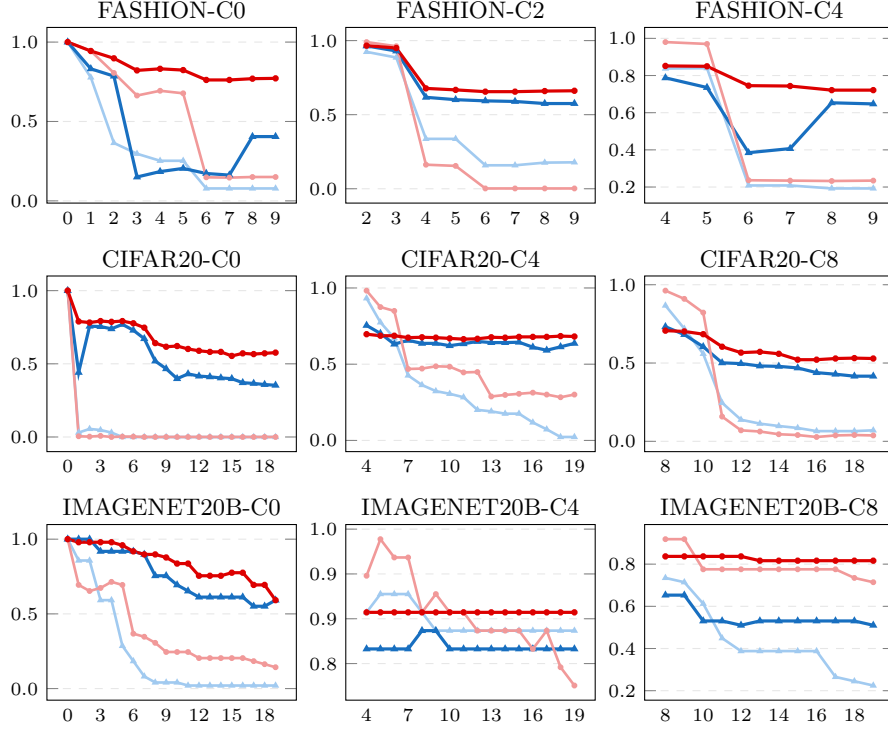 FASHION-C0 FASHION-C2 FASHION-C4
1.0
0.5
0.0
0 1 2 3 4 5 6 7 8 9
1.0
0.5
0.0
2 3 4 5 6 7 8 9
1.0
0.8
0.6
0.4
0.2
4 5 6 7 8 9
CIFAR20-C0 CIFAR20-C4 CIFAR20-C8
1.0
0.5
0.0
0 3 6 9 12 15 18
1.0
0.5
0.0
4 7 10 13 16 19
1.0
0.5
0.0
8 10 12 14 16 18
IMAGENET20B-C0 IMAGENET20B-C4 IMAGENET20B-C8
1.0
0.5
0.0
0 3 6 9 12 15 18
1.0
0.9
0.9
0.8
4 7 10 13 16 19
0.8
0.6
0.4
0.2
8 10 12 14 16 18